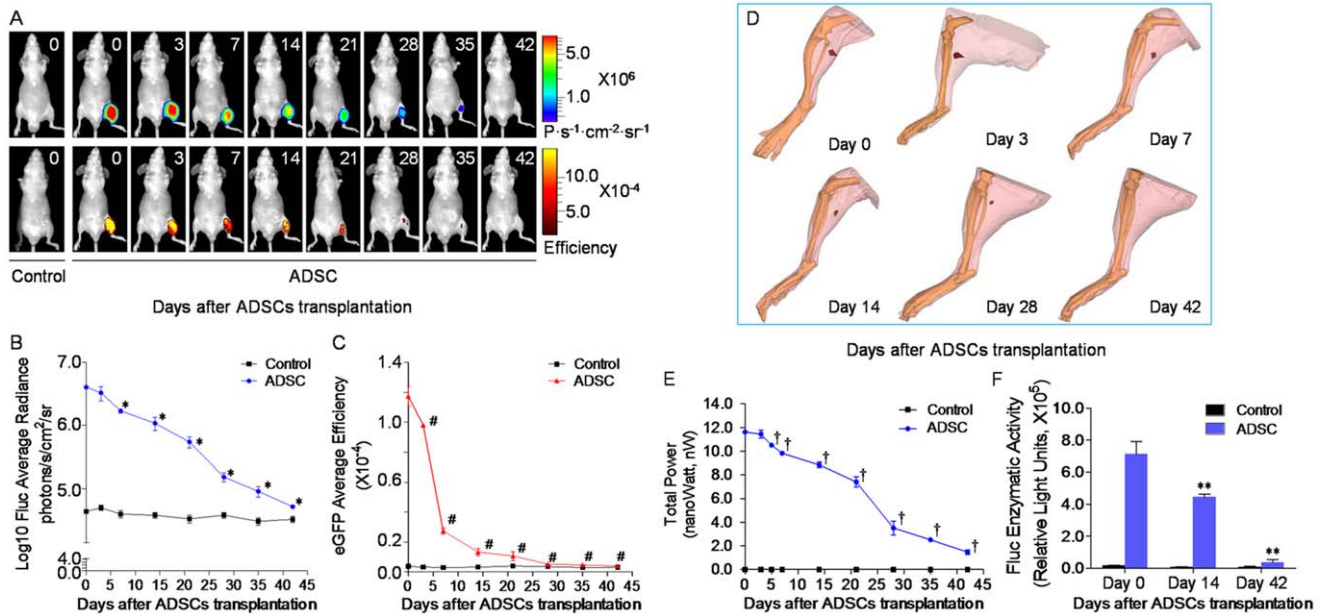 A
0 0 3 7 14 21 28 35 42
5.0
X10⁶
1.0
P·s⁻¹·cm⁻²·sr⁻¹
0 0 3 7 14 21 28 35 42
10.0
X10⁻⁴
5.0
Efficiency
Control ADSC
Days after ADSCs transplantation
B
Log10 Fluc Average Radiance
photons/s/cm²/sr
7.0
6.0
5.0
4.0
0.0
Control
ADSC
* * * * * *
0 5 10 15 20 25 30 35 40 45
Days after ADSCs transplantation
C
eGFP Average Efficiency
(X10⁻⁴)
1.4
1.0
0.6
0.2
0
Control
ADSC
# # # # # # #
0 5 10 15 20 25 30 35 40 45
Days after ADSCs transplantation
D
Day 0 Day 3 Day 7
Day 14 Day 28 Day 42
Days after ADSCs transplantation
E
Total Power
(nanoWatt, nW)
14.0
12.0
10.0
8.0
6.0
4.0
2.0
0.0
Control
ADSC
† † † † † † †
0 5 10 15 20 25 30 35 40 45
Days after ADSCs transplantation
F
Fluc Enzymatic Activity
(Relative Light Units, X10⁵)
8.0
6.0
4.0
2.0
0.0
Control
ADSC
** **
Day 0 Day 14 Day 42
Days after ADSCs transplantation